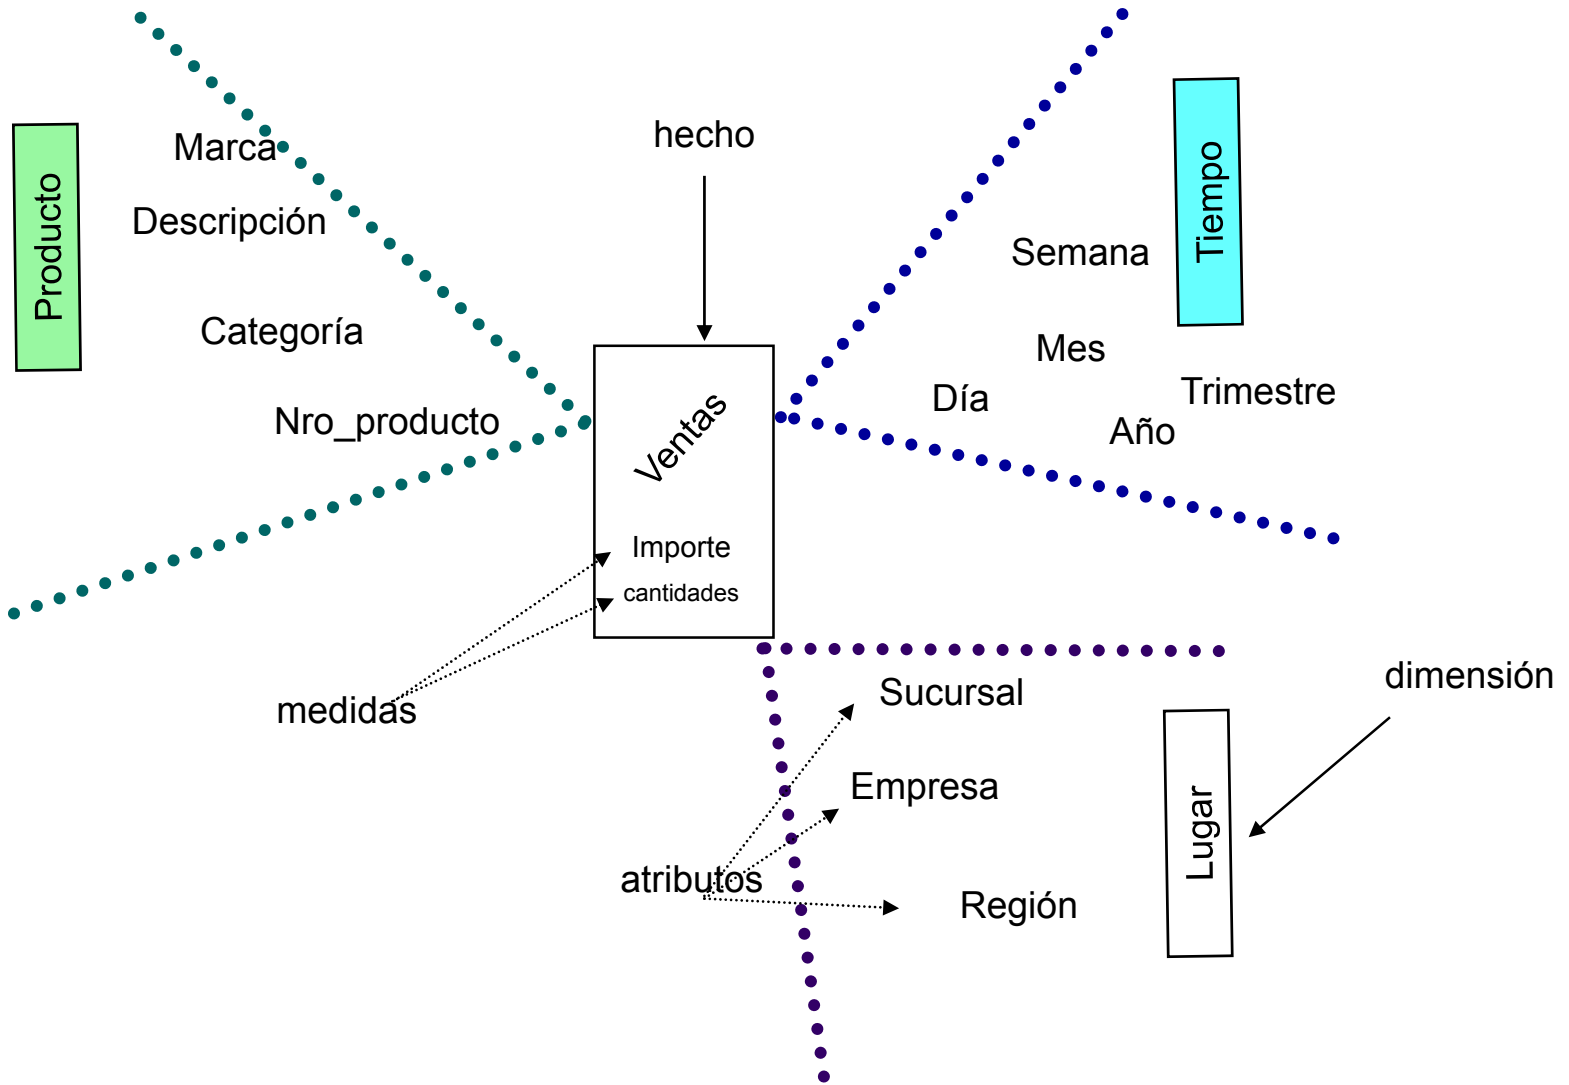 Producto
Marca
Descripción
Categoría
Nro_producto
hecho
Ventas
Importe
cantidades
medidas
Tiempo
Semana
Mes
Día
Trimestre
Año
dimensión
Sucursal
Empresa
Lugar
atributos
Región